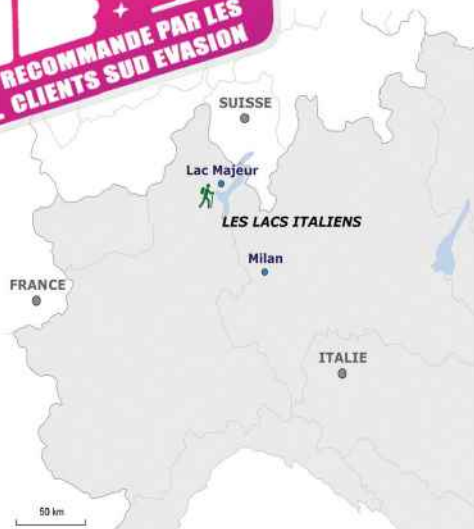 RECOMMANDE PAR LES
CLIENTS SUD EVASION
SUISSE
Lac Majeur
LES LACS ITALIENS
Milan
FRANCE
ITALIE
50 km